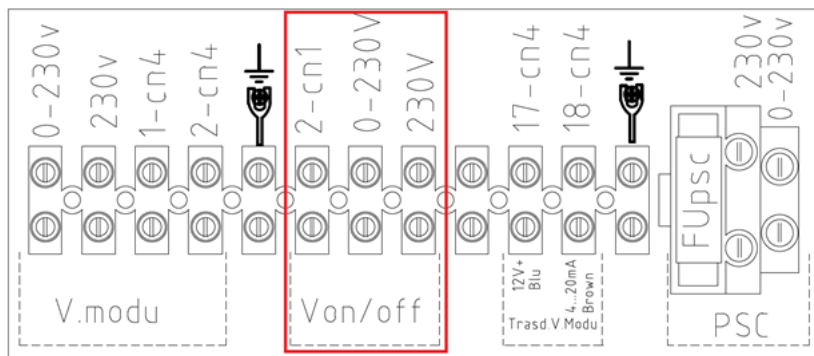 0-230v
230v
1-cn4
2-cn4
2-cn1
0-230V
230V
17-cn4
18-cn4
230v
0-230v
FUpsc
V.modu
Von/off
12V+
Blu
4...20mA
Brown
Trasd.V.Modu
PSC